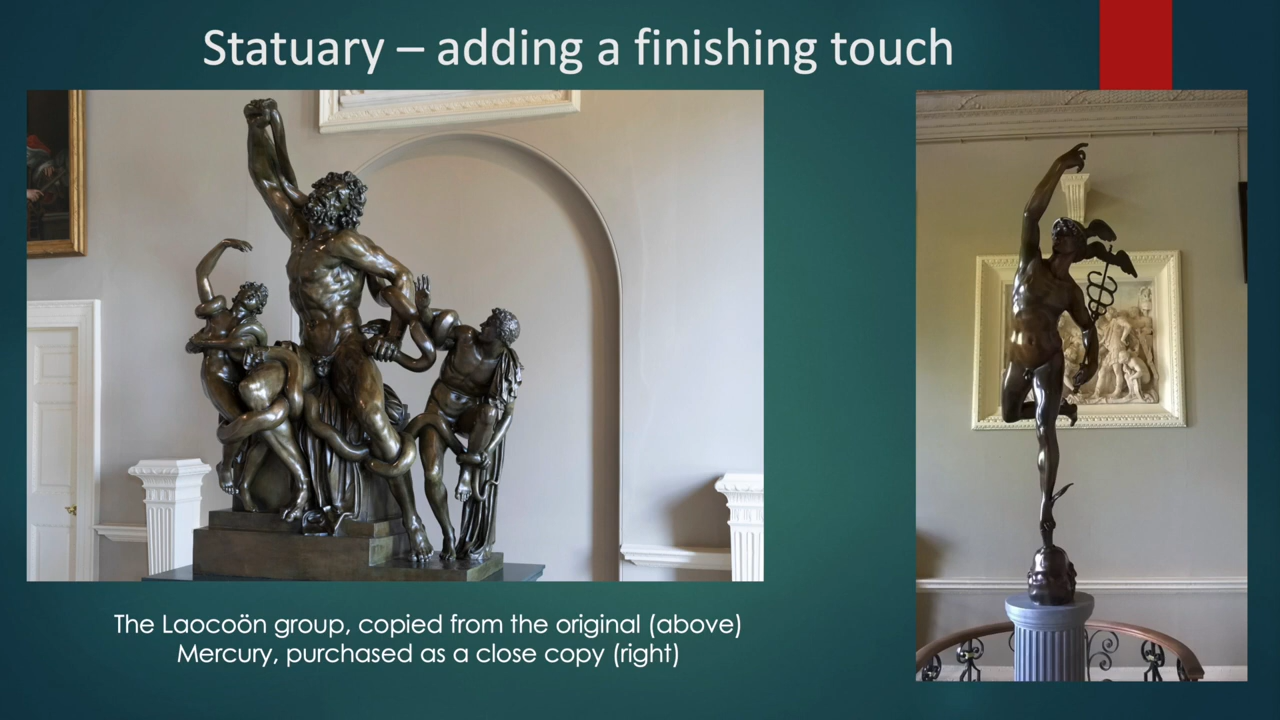 Statuary – adding a finishing touch
The Laocoön group, copied from the original (above)
Mercury, purchased as a close copy (right)